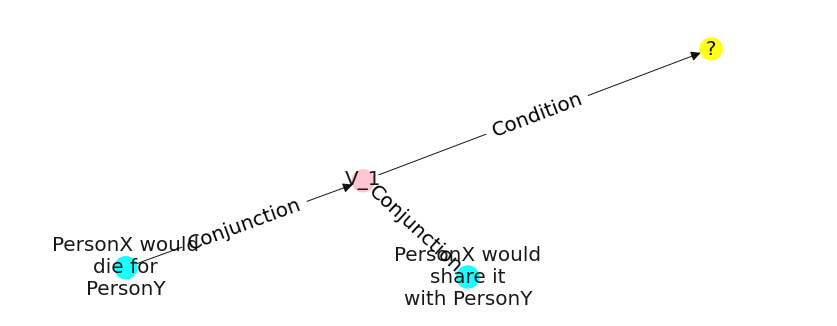 ?
Condition
V_1
Conjunction
Conjunction
PersonX would
die for
PersonY
PersonX would
share it
with PersonY